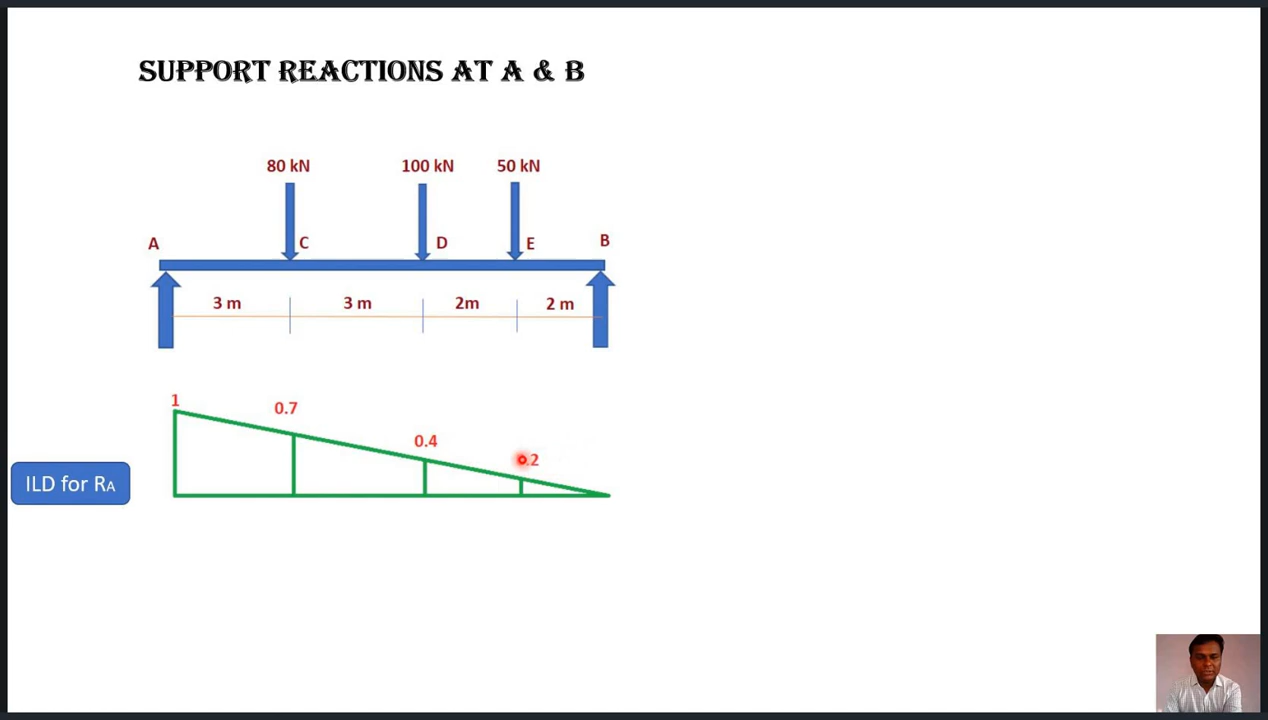 SUPPORT REACTIONS AT A & B
80 kN 100 kN 50 kN
A C D E B
3 m 3 m 2m 2 m
1
0.7
0.4
.2
ILD for RA